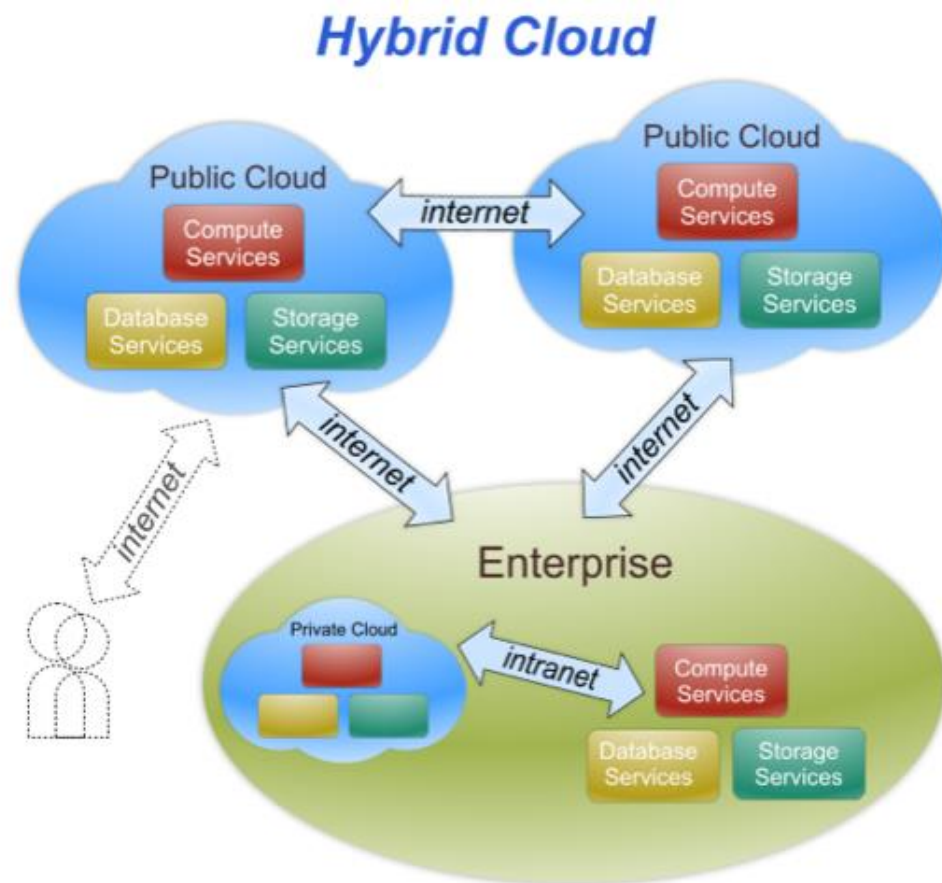 Hybrid Cloud
Public Cloud
Compute
Services
Database
Services
Storage
Services
internet
Public Cloud
Compute
Services
Database
Services
Storage
Services
internet
internet
internet
Enterprise
Private Cloud
intranet
Compute
Services
Database
Services
Storage
Services